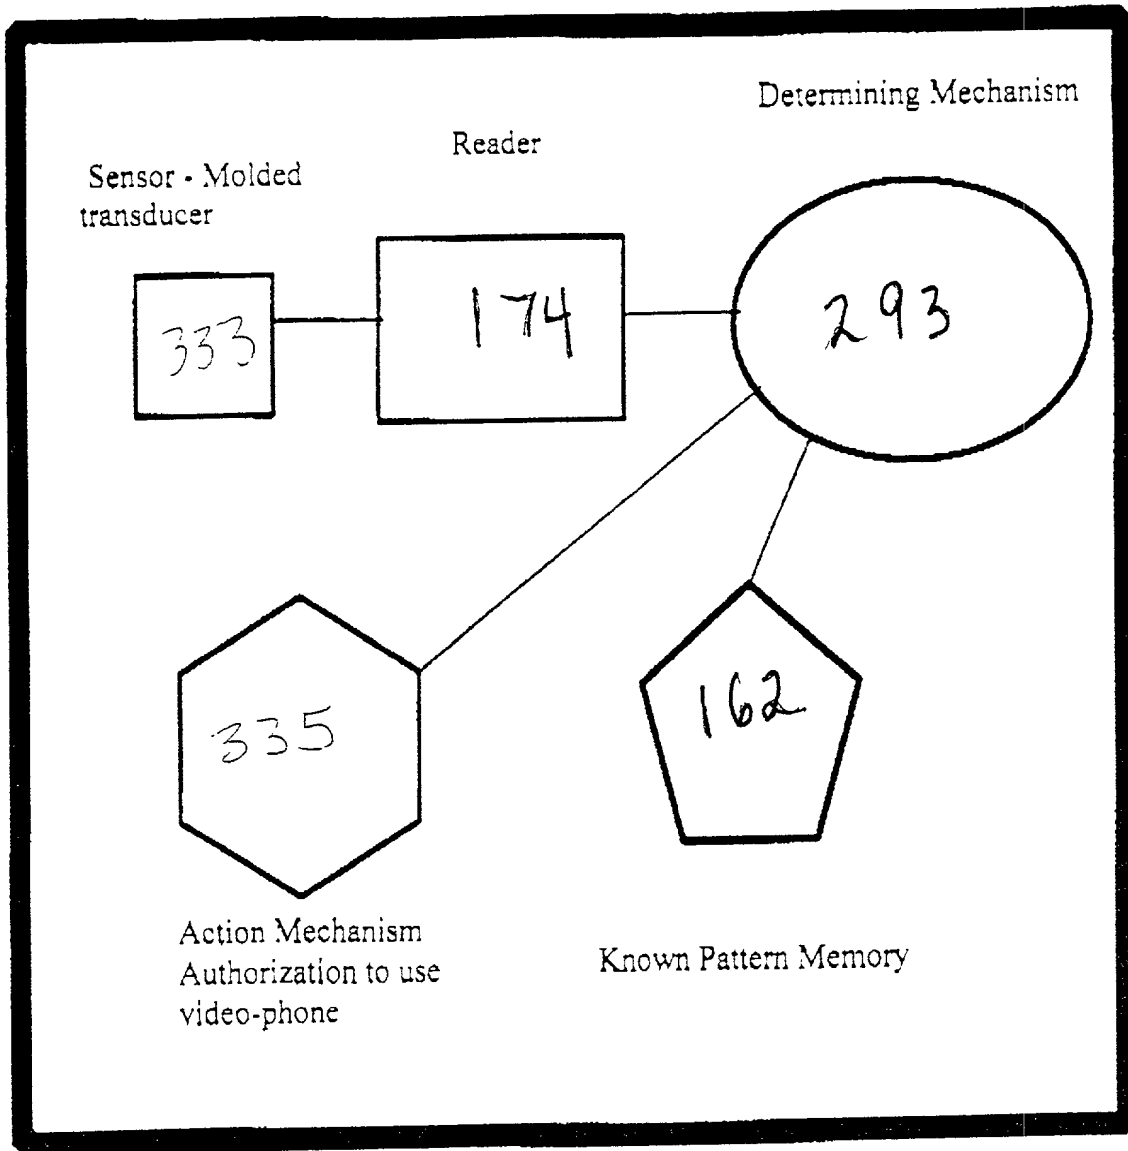 Determining Mechanism
Reader
Sensor - Molded
transducer
333
174
293
335
162
Action Mechanism
Authorization to use
video-phone
Known Pattern Memory